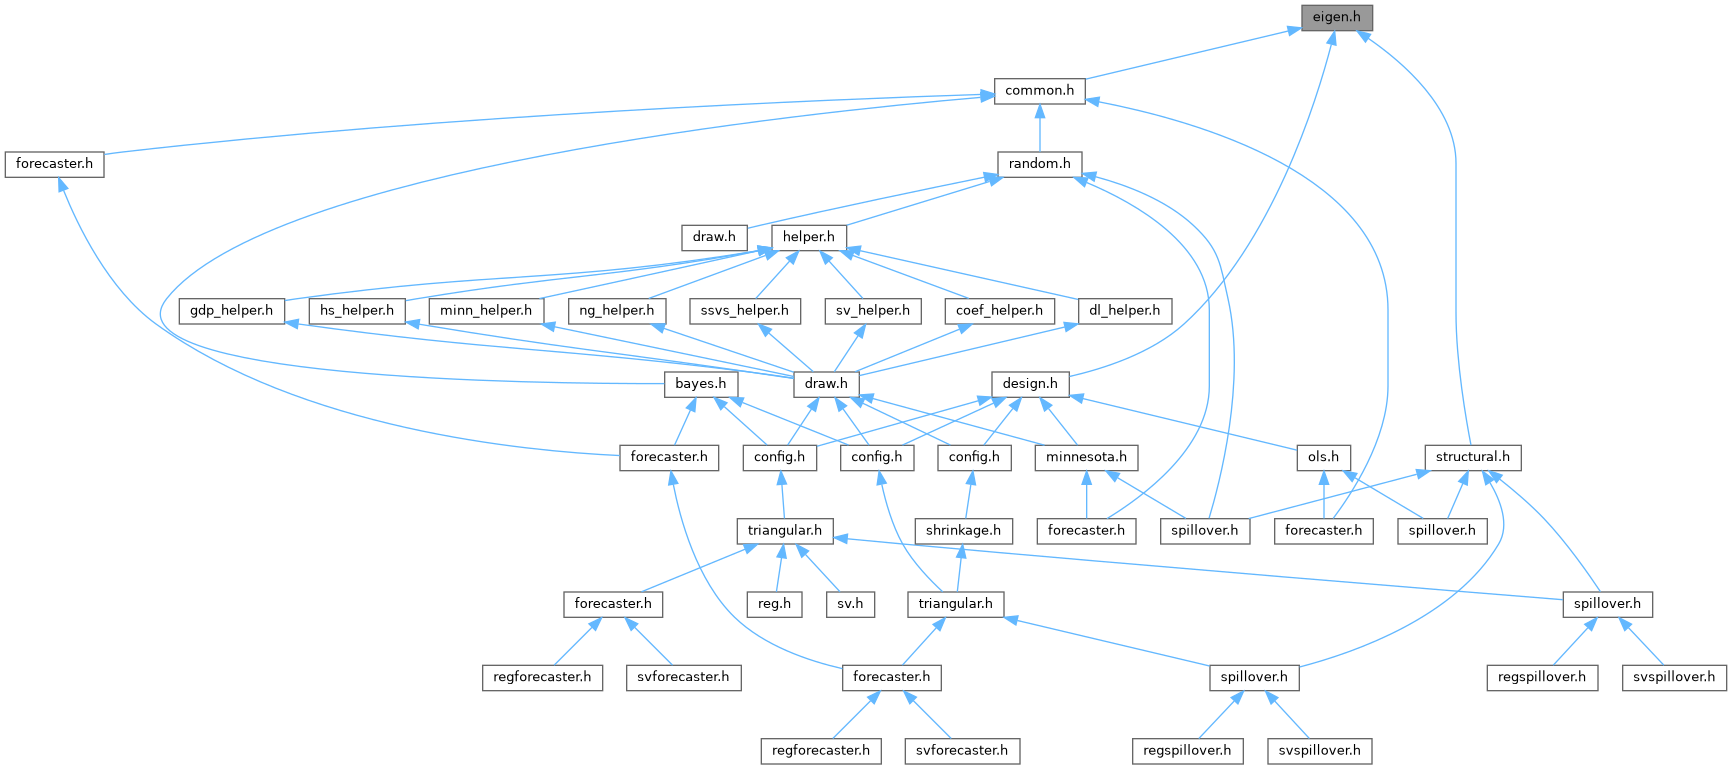 eigen.h
common.h
forecaster.h
random.h
draw.h
helper.h
gdp_helper.h
hs_helper.h
minn_helper.h
ng_helper.h
ssvs_helper.h
sv_helper.h
coef_helper.h
dl_helper.h
bayes.h
draw.h
design.h
forecaster.h
config.h
config.h
config.h
minnesota.h
ols.h
structural.h
triangular.h
shrinkage.h
forecaster.h
spillover.h
forecaster.h
spillover.h
forecaster.h
reg.h
sv.h
triangular.h
spillover.h
regforecaster.h
svforecaster.h
forecaster.h
spillover.h
regspillover.h
svspillover.h
regforecaster.h
svforecaster.h
regspillover.h
svspillover.h